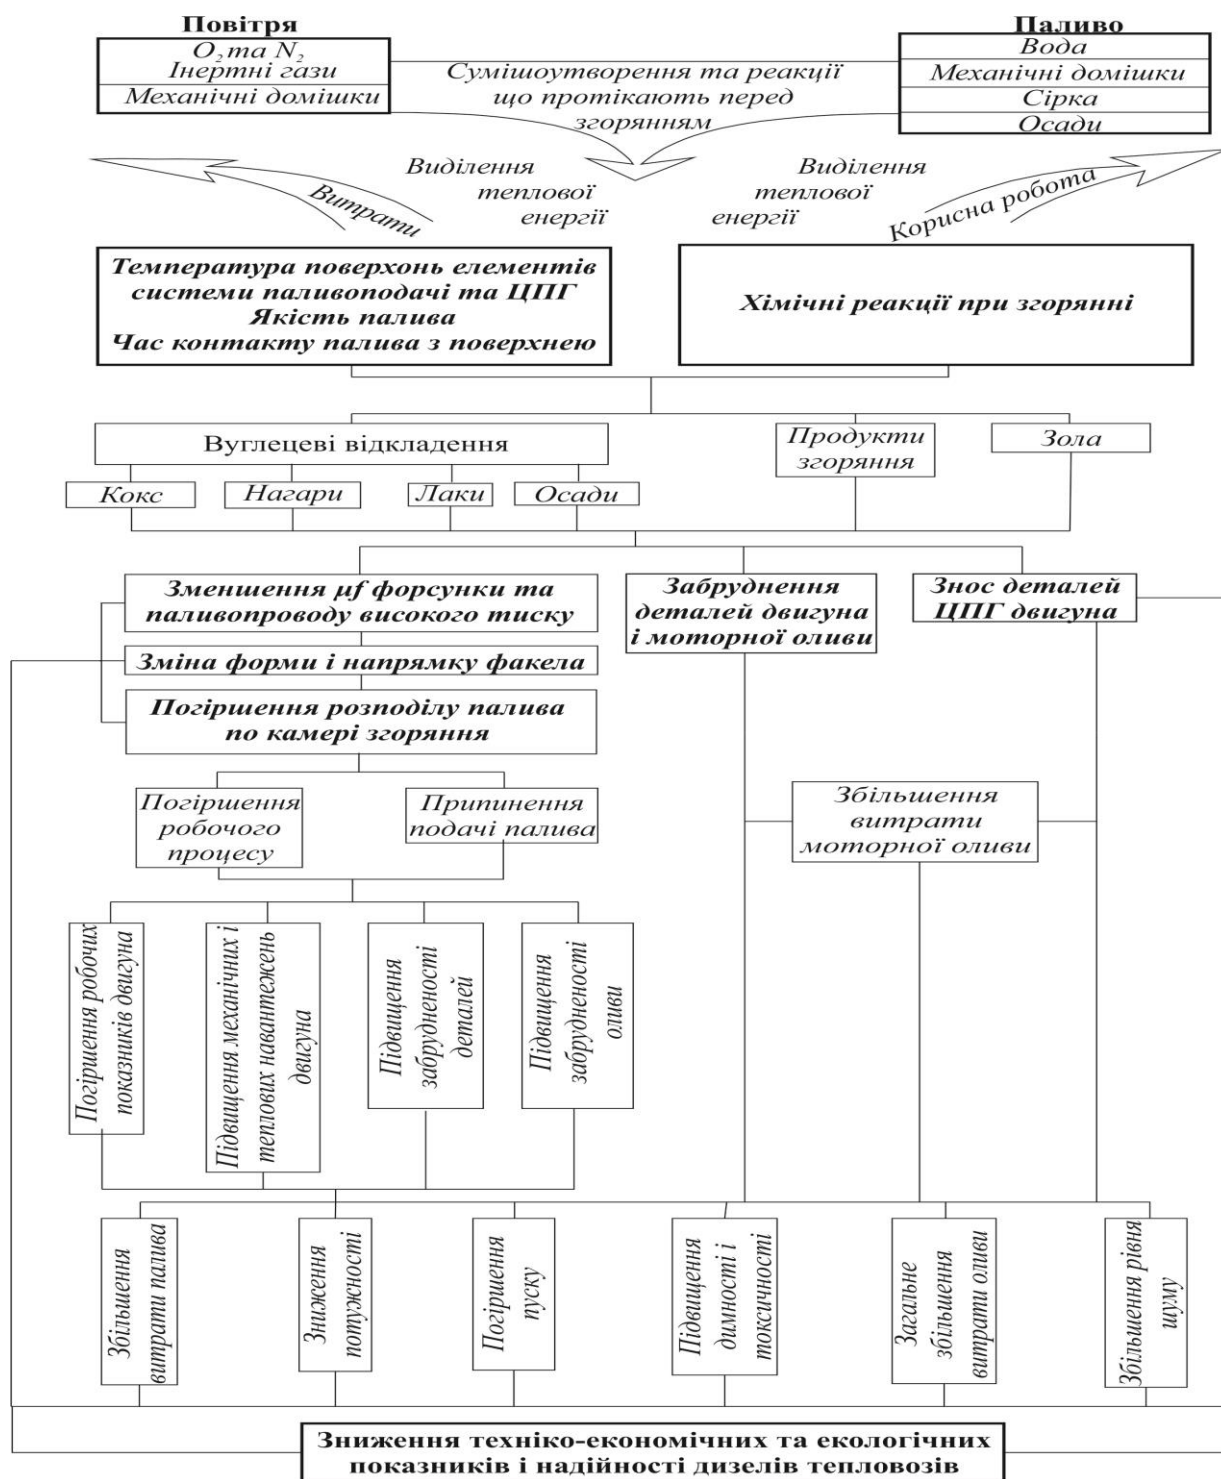 Повітря
O₂ та N₂
Інертні гази
Механічні домішки
Паливо
Вода
Механічні домішки
Сірка
Осади
Сумішоутворення та реакції
що протікають перед
згорянням
Витрати
Виділення
теплової
енергії
Виділення
теплової
енергії
Корисна робота
Температура поверхонь елементів
системи паливоподачі та ЦПГ
Якість палива
Час контакту палива з поверхнею
Хімічні реакції при згорянні
Вуглецеві відкладення
Продукти
згоряння
Зола
Кокс
Нагари
Лаки
Осади
Зменшення μf форсунки та
паливопроводу високого тиску
Забруднення
деталей двигуна
і моторної оливи
Знос деталей
ЦПГ двигуна
Зміна форми і напрямку факела
Погіршення розподілу палива
по камері згоряння
Погіршення
робочого
процесу
Припинення
подачі палива
Збільшення
витрати
моторної оливи
Погіршення робочих
показників двигуна
Підвищення механічних і
теплових навантежень
двигуна
Підвищення
забрудненості
деталей
Підвищення
забрудненості
оливи
Збільшення
витрати палива
Зниження
потужності
Погіршення
пуску
Підвищення
димності і
токсичності
Загальне
збільшення
витрати оливи
Збільшення рівня
шуму
Зниження техніко-економічних та екологічних
показників і надійності дизелів тепловозів